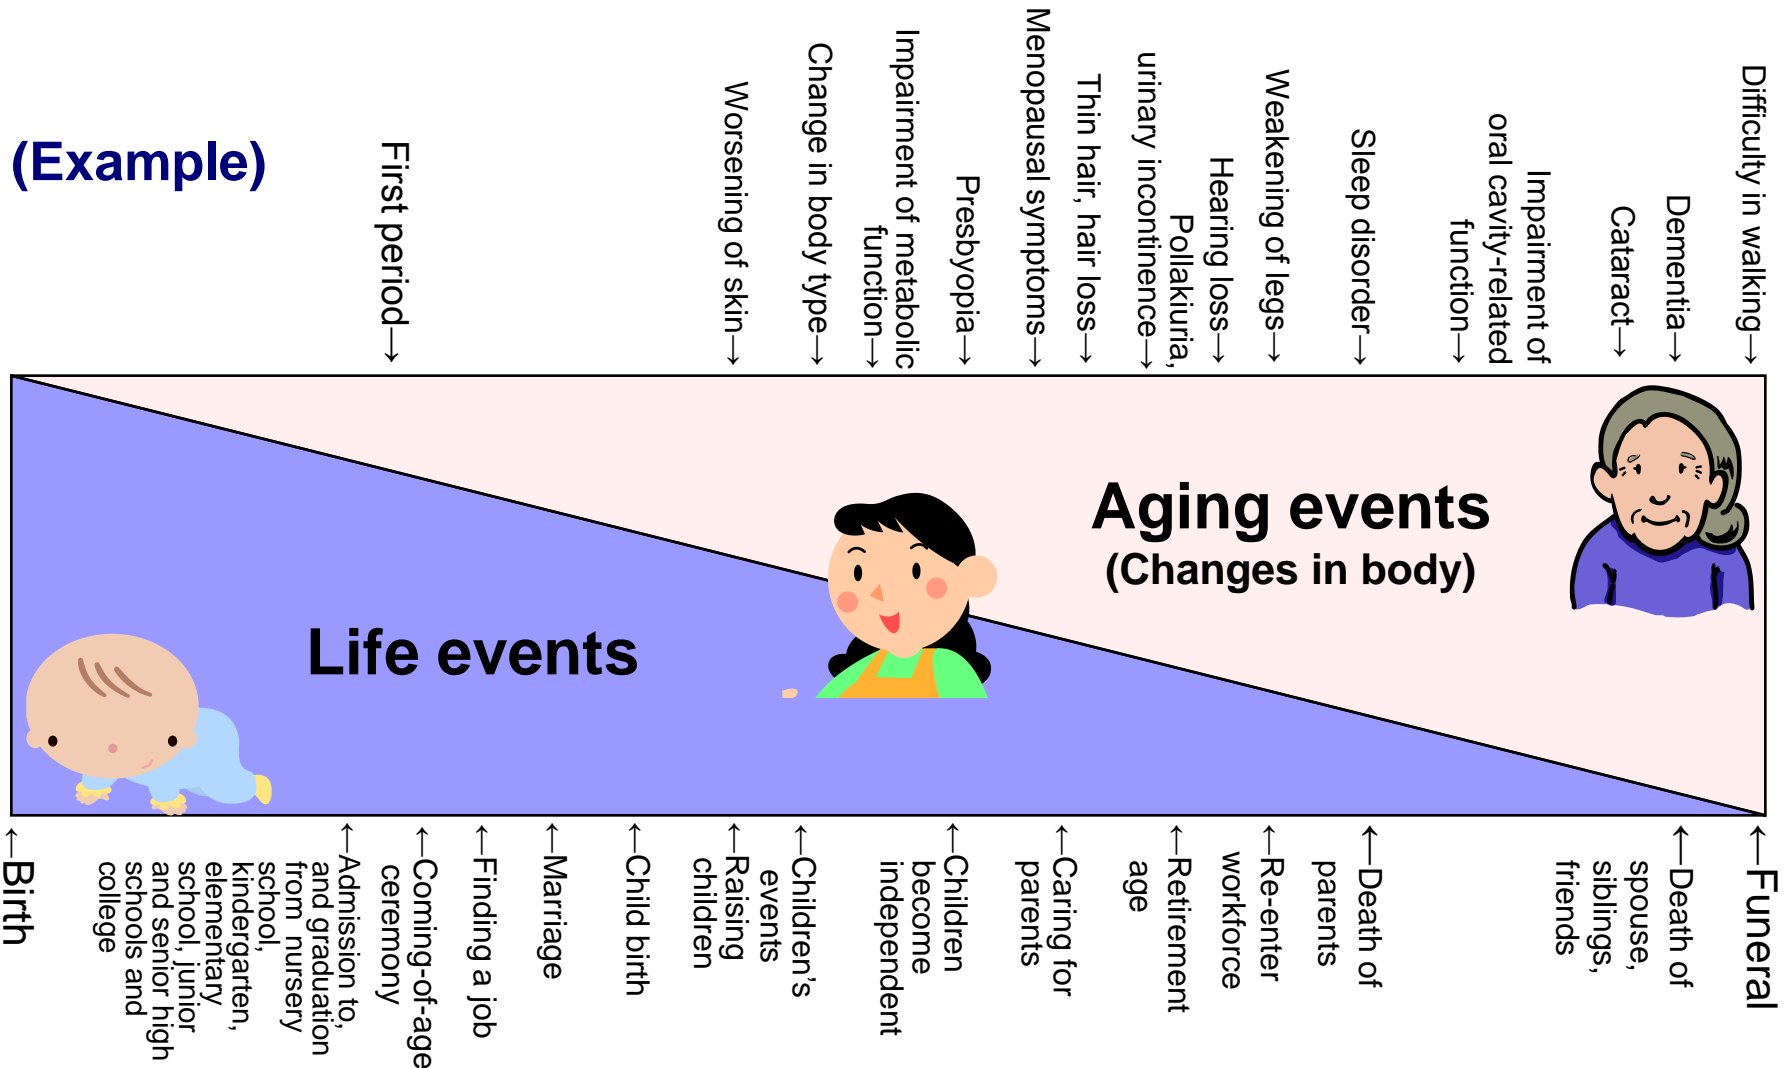 (Example)
First period→
Worsening of skin→
Change in body type→
Impairment of metabolic
function→
Presbyopia→
Menopausal symptoms→
Thin hair, hair loss→
Pollakiuria,
urinary incontinence→
Hearing loss→
Weakening of legs→
Sleep disorder→
Impairment of
oral cavity-related
function→
Cataract→
Dementia→
Difficulty in walking→
Aging events
(Changes in body)
Life events
←Birth
←Admission to,
and graduation
from nursery
school,
kindergarten,
elementary
school, junior
and senior high
schools and
college
←Coming-of-age
ceremony
←Finding a job
←Marriage
←Child birth
←Raising
children
←Children’s
events
←Children
become
independent
←Caring for
parents
←Retirement
age
←Re-enter
workforce
←Death of
parents
←Death of
spouse,
siblings,
friends
←Funeral